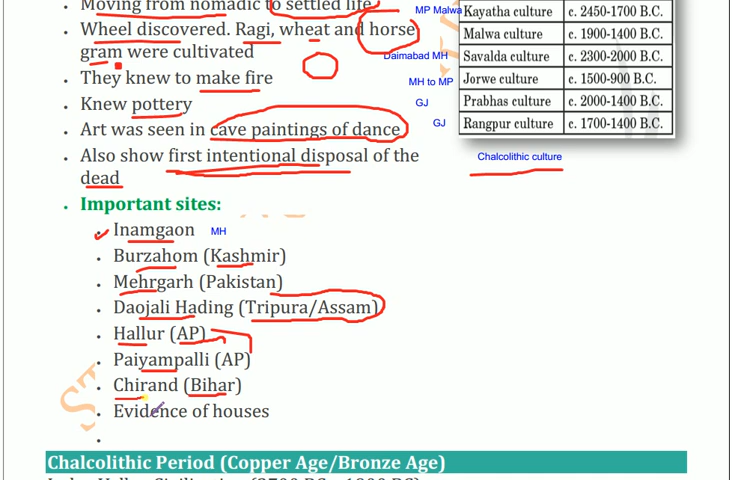 Moving from nomadic to settled life
Wheel discovered. Ragi, wheat and horse
gram were cultivated
They knew to make fire
Knew pottery
Art was seen in cave paintings of dance
Also show first intentional disposal of the
dead
Important sites:
Inamgaon MH
Burzahom (Kashmir)
Mehrgarh (Pakistan)
Daojali Hading (Tripura/Assam)
Hallur (AP)
Paiyampalli (AP)
Chirand (Bihar)
Evidence of houses
MP Malwa Kayatha culture c. 2450-1700 B.C.
Malwa culture c. 1900-1400 B.C.
Daimabad MH Savalda culture c. 2300-2000 B.C.
MH to MP Jorwe culture c. 1500-900 B.C.
GJ Prabhas culture c. 2000-1400 B.C.
GJ Rangpur culture c. 1700-1400 B.C.
Chalcolithic culture
Chalcolithic Period (Copper Age/Bronze Age)